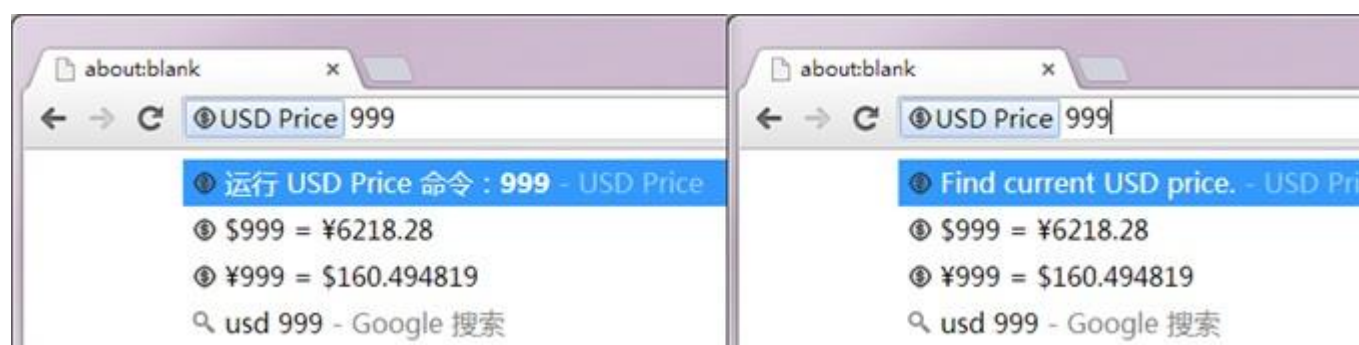 about:blank
USD Price 999
运行 USD Price 命令：999 - USD Price
$999 = ¥6218.28
¥999 = $160.494819
usd 999 - Google 搜索
about:blank
USD Price 999
Find current USD price. - USD Pri
$999 = ¥6218.28
¥999 = $160.494819
usd 999 - Google 搜索